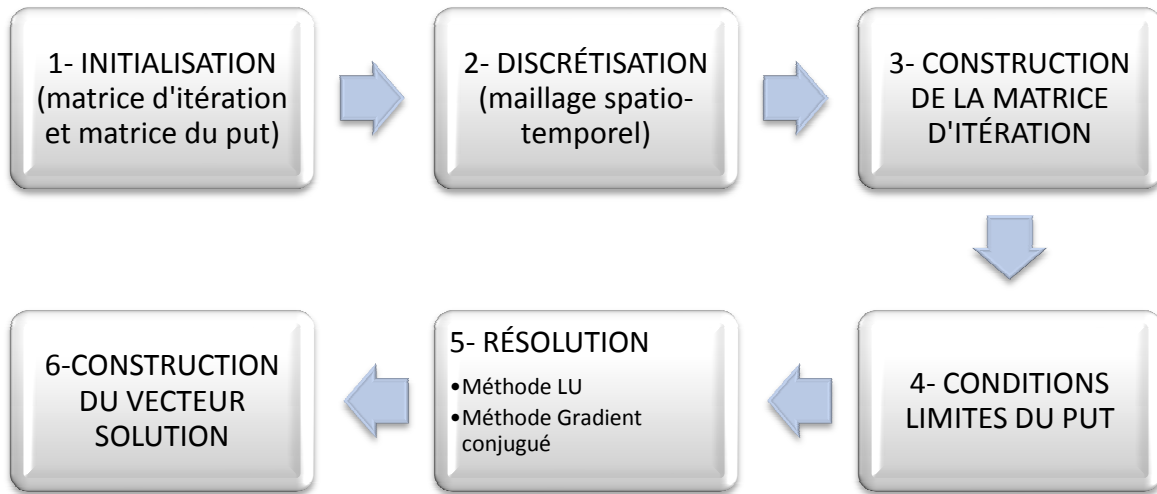 1- INITIALISATION
(matrice d'itération
et matrice du put)
2- DISCRÉTISATION
(maillage spatio-
temporel)
3- CONSTRUCTION
DE LA MATRICE
D'ITÉRATION
4- CONDITIONS
LIMITES DU PUT
5- RÉSOLUTION
•Méthode LU
•Méthode Gradient
conjugué
6-CONSTRUCTION
DU VECTEUR
SOLUTION